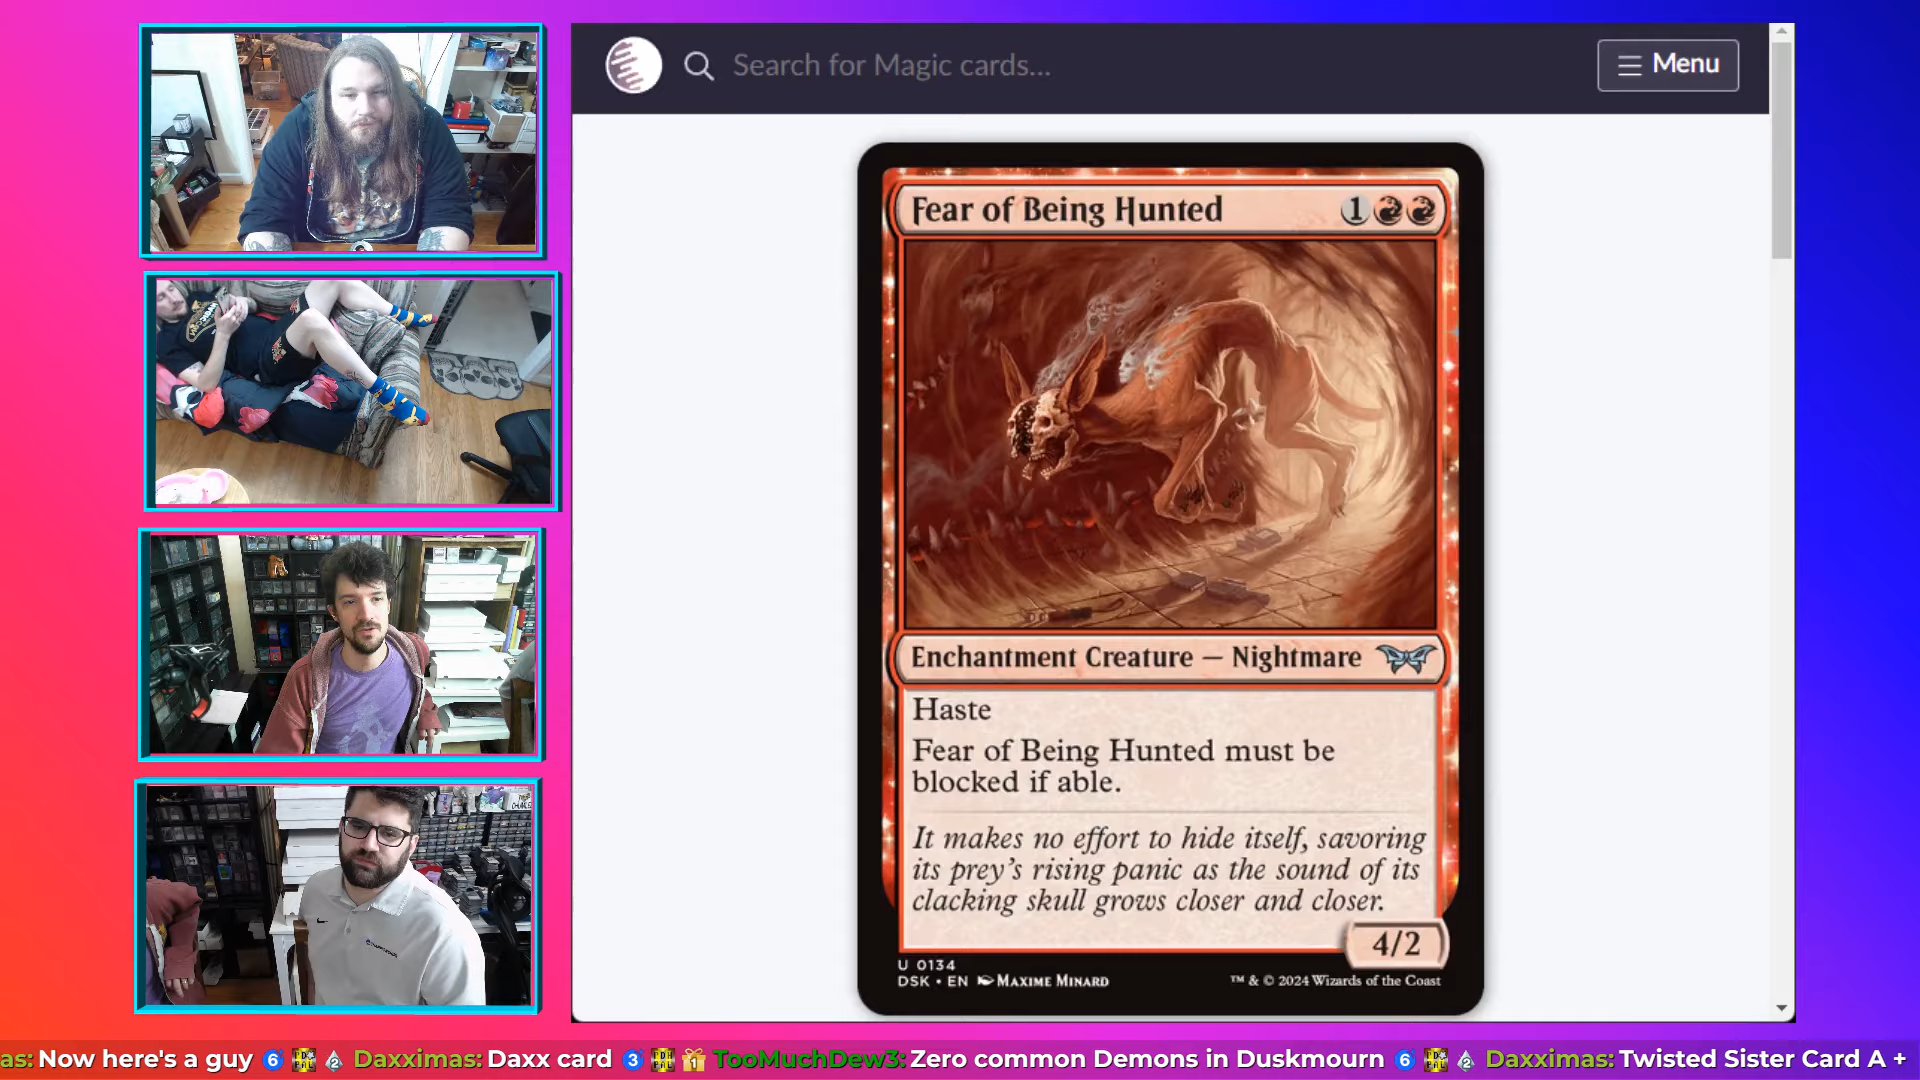 Search for Magic cards...
Menu
Fear of Being Hunted
1
Enchantment Creature — Nightmare
Haste
Fear of Being Hunted must be
blocked if able.
It makes no effort to hide itself, savoring
its prey's rising panic as the sound of its
clacking skull grows closer and closer.
4/2
U 0134
DSK • EN MAXIME MINARD
™ & © 2024 Wizards of the Coast
as: Now here's a guy 6 2 Daxximas: Daxx card 3 1 TooMuchDew3: Zero common Demons in Duskmourn 6 2 Daxximas: Twisted Sister Card A +